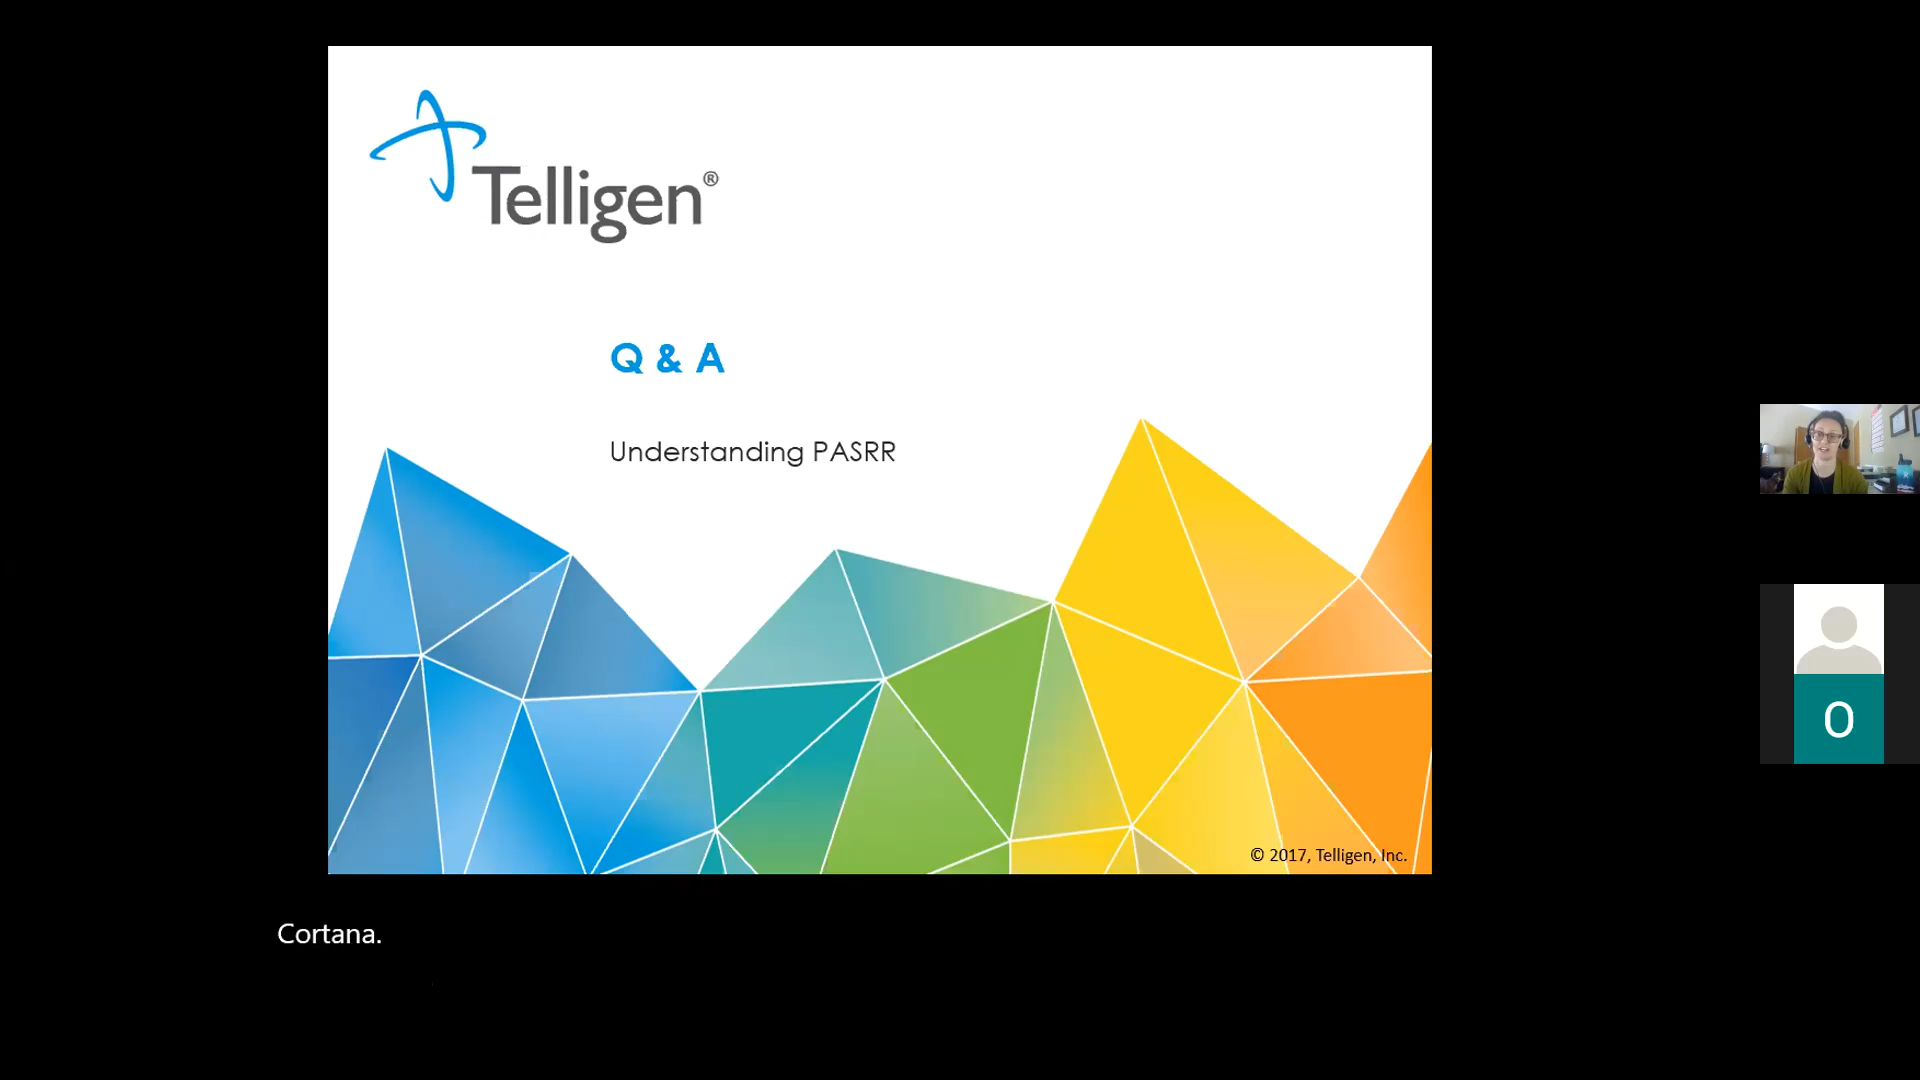 Telligen®
Q & A
Understanding PASRR
© 2017, Telligen, Inc.
O
Cortana.